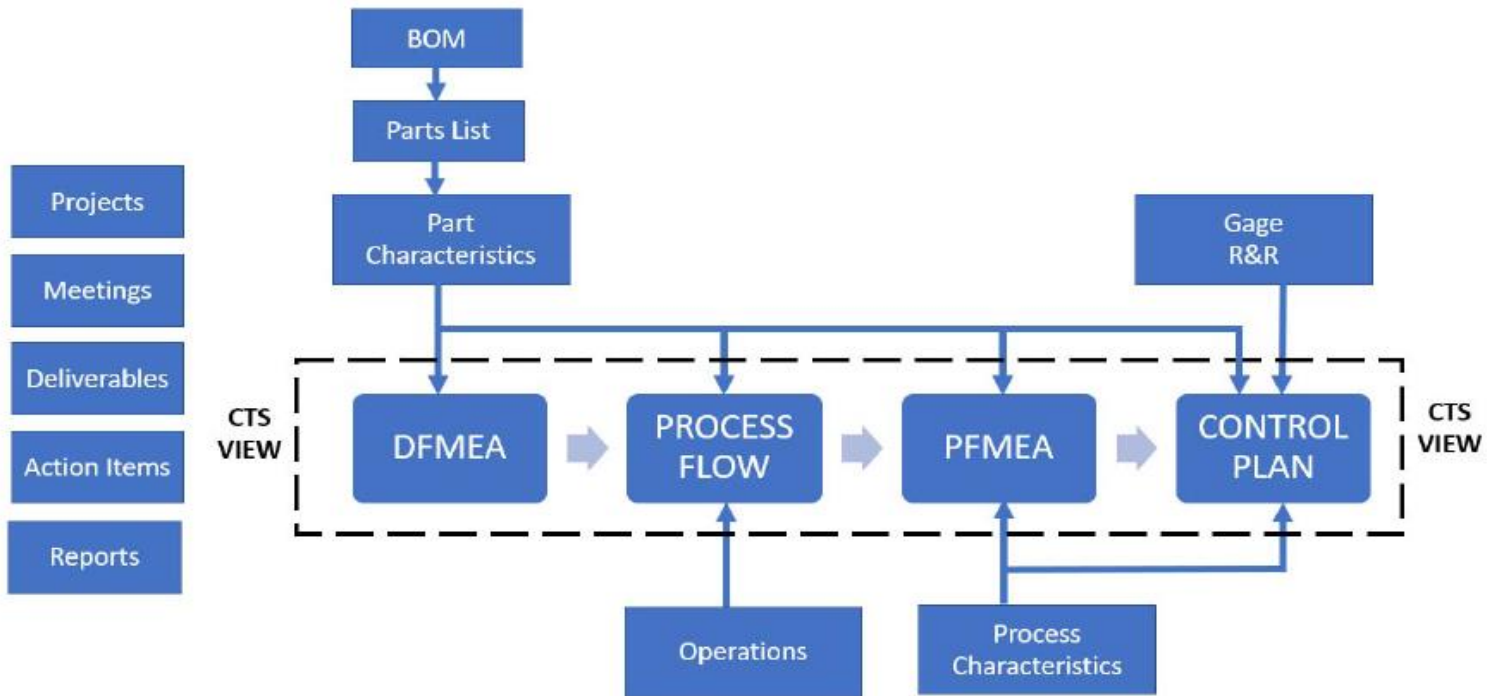 BOM
Parts List
Part
Characteristics
Gage
R&R
Projects
Meetings
Deliverables
Action Items
Reports
CTS
VIEW
DFMEA
PROCESS
FLOW
PFMEA
CONTROL
PLAN
CTS
VIEW
Operations
Process
Characteristics